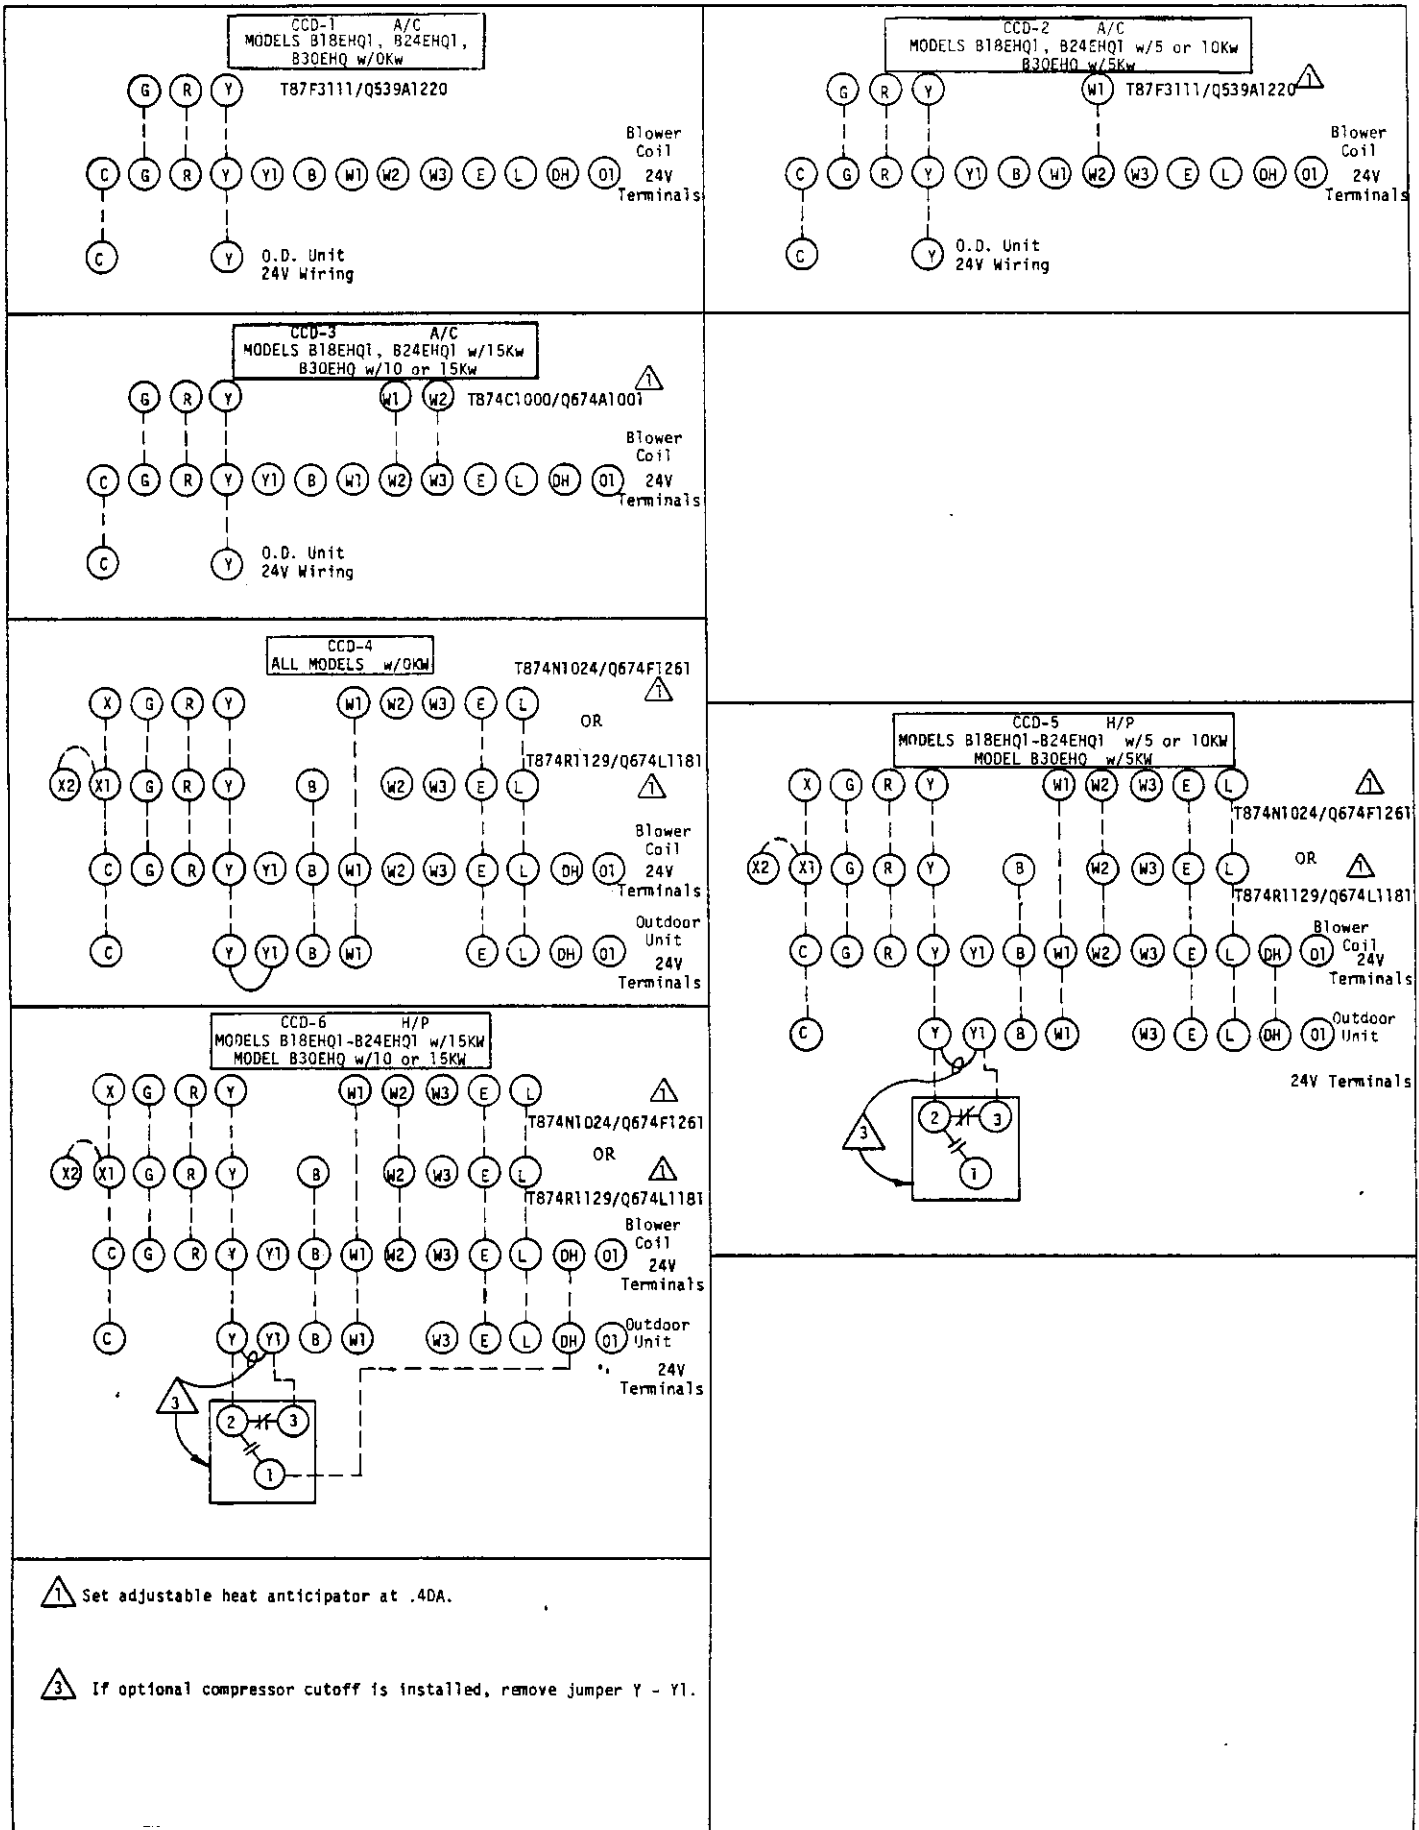 CCD-1 A/C
MODELS B18EHQ1, B24EHQ1,
B30EHQ w/0Kw
G R Y T87F3111/Q539A1220
Blower
Coil
C G R Y Y1 B W1 W2 W3 E L DH O1 24V
Terminals
C Y O.D. Unit
24V Wiring
CCD-2 A/C
MODELS B18EHQ1, B24EHQ1 w/5 or 10Kw
B30EHQ w/5Kw
G R Y W1 T87F3111/Q539A1220 1
Blower
Coil
C G R Y Y1 B W1 W2 W3 E L DH O1 24V
Terminals
C Y O.D. Unit
24V Wiring
CCD-3 A/C
MODELS B18EHQ1, B24EHQ1 w/15Kw
B30EHQ w/10 or 15Kw
1
G R Y W1 W2 T874C1000/Q674A1001
Blower
Coil
C G R Y Y1 B W1 W2 W3 E L DH O1 24V
Terminals
C Y O.D. Unit
24V Wiring
CCD-4
ALL MODELS w/0KW
T874N1024/Q674F1261
1
X G R Y W1 W2 W3 E L
OR
T874R1129/Q674L1181
X2 X1 G R Y B W2 W3 E L 1
Blower
Coil
C G R Y Y1 B W1 W2 W3 E L DH O1 24V
Terminals
Outdoor
Unit
C Y Y1 B W1 E L DH O1 24V
Terminals
CCD-5 H/P
MODELS B18EHQ1-B24EHQ1 w/5 or 10KW
MODEL B30EHQ w/5KW
X G R Y W1 W2 W3 E L 1
T874N1024/Q674F1261
OR
X2 X1 G R Y B W2 W3 E L 1
T874R1129/Q674L1181
Blower
Coil
C G R Y Y1 B W1 W2 W3 E L DH O1 24V
Terminals
Outdoor
C Y Y1 B W1 W3 E L DH O1 Unit
24V Terminals
3 2 3
1
CCD-6 H/P
MODELS B18EHQ1-B24EHQ1 w/15KW
MODEL B30EHQ w/10 or 15KW
X G R Y W1 W2 W3 E L 1
T874N1024/Q674F1261
OR
X2 X1 G R Y B W2 W3 E L 1
T874R1129/Q674L1181
Blower
Coil
C G R Y Y1 B W1 W2 W3 E L DH O1 24V
Terminals
Outdoor
C Y Y1 B W1 W3 E L DH O1 Unit
24V
Terminals
3 2 3
1
1 Set adjustable heat anticipator at .40A.
3 If optional compressor cutoff is installed, remove jumper Y - Y1.